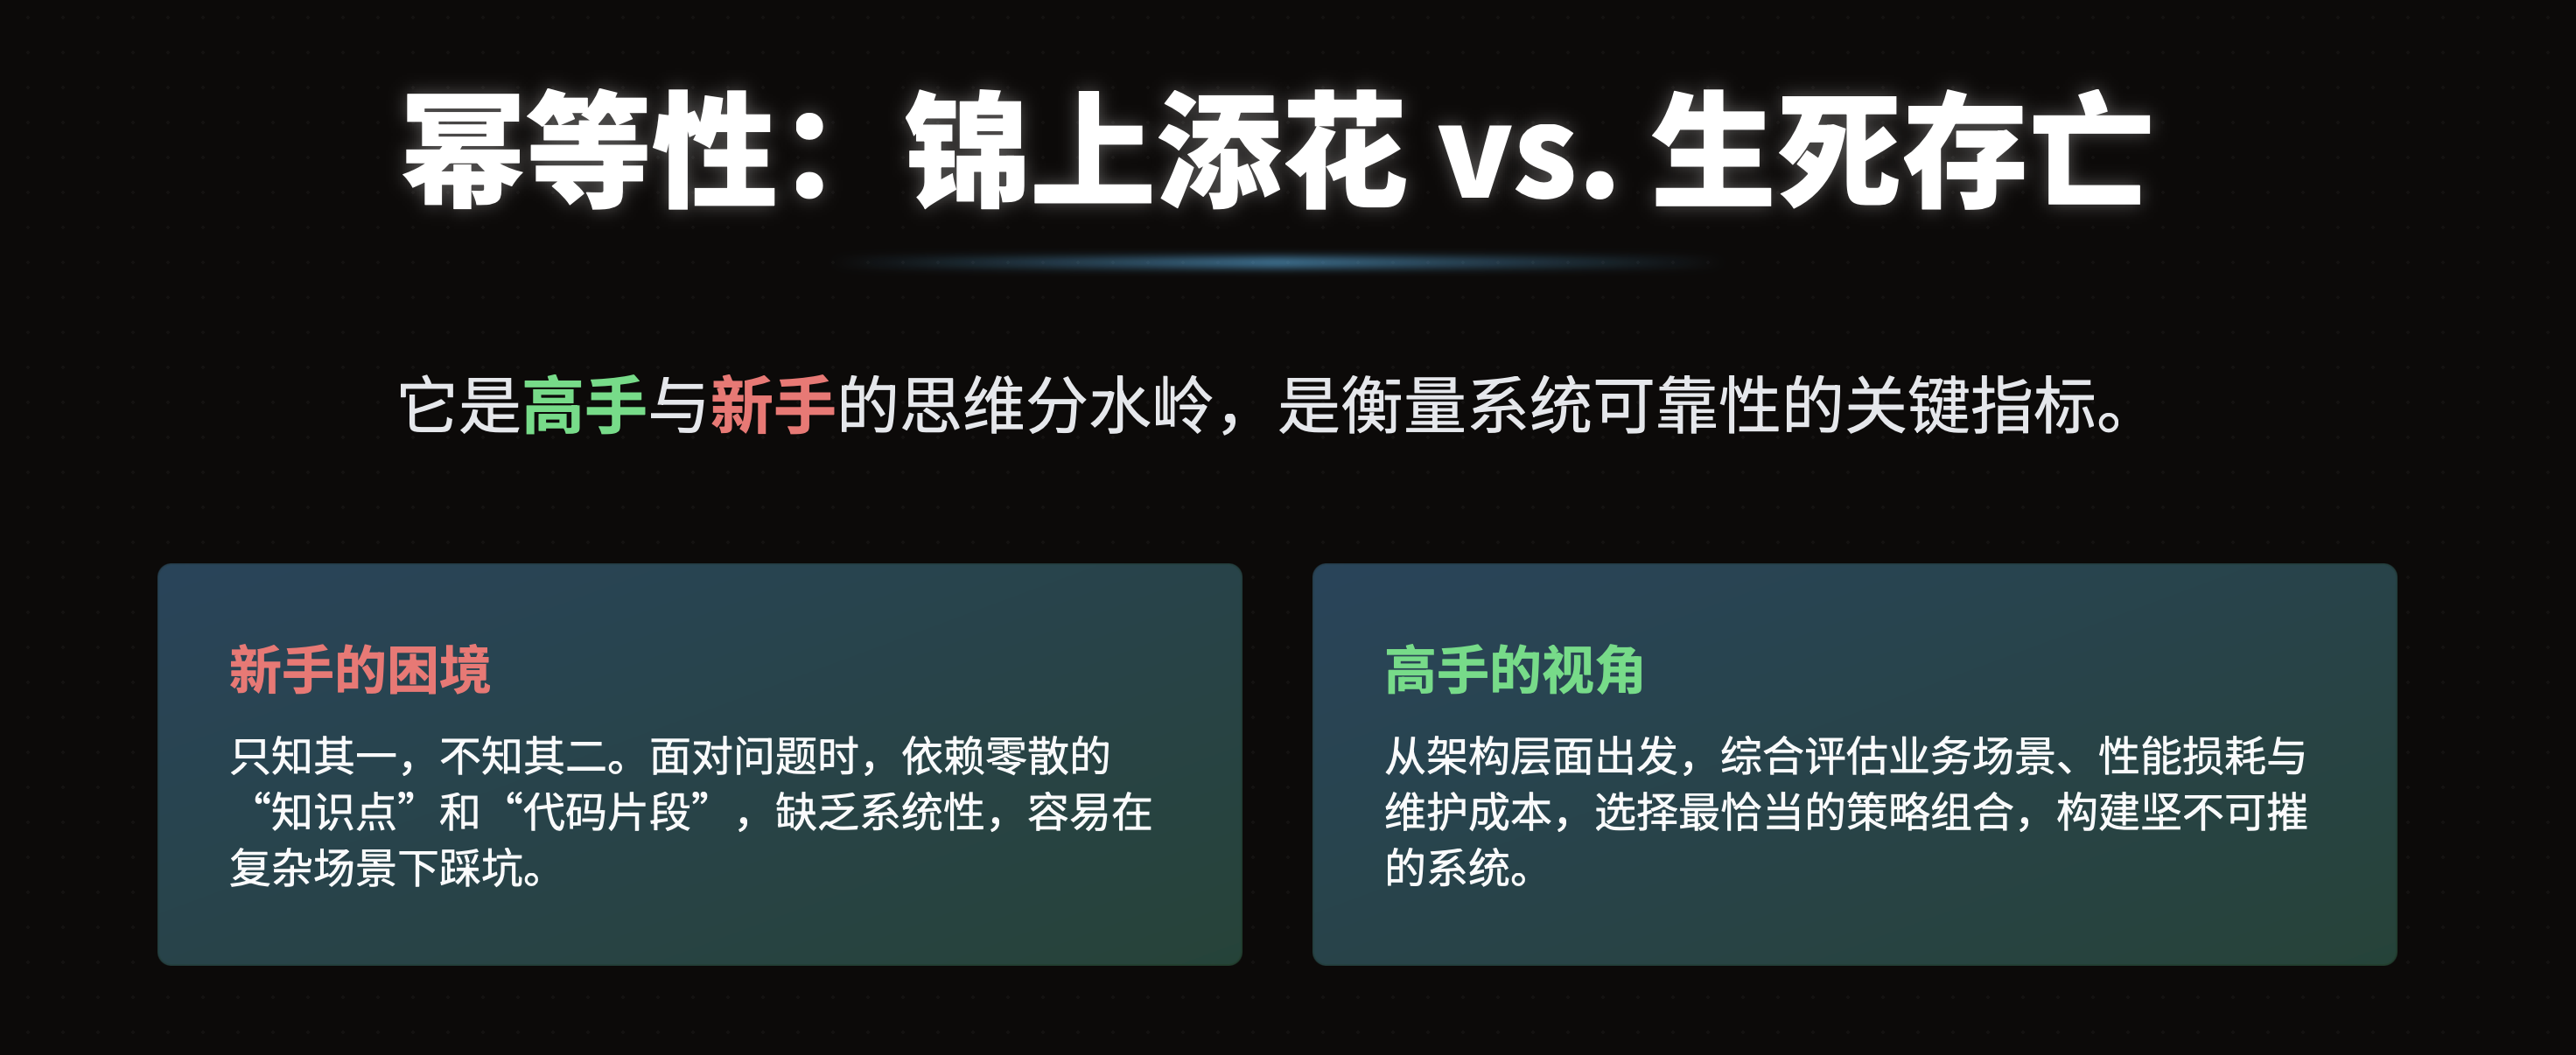 幂等性：锦上添花 vs. 生死存亡
它是高手与新手的思维分水岭，是衡量系统可靠性的关键指标。
新手的困境
只知其一，不知其二。面对问题时，依赖零散的
“知识点”和“代码片段”，缺乏系统性，容易在
复杂场景下踩坑。
高手的视角
从架构层面出发，综合评估业务场景、性能损耗与
维护成本，选择最恰当的策略组合，构建坚不可摧
的系统。